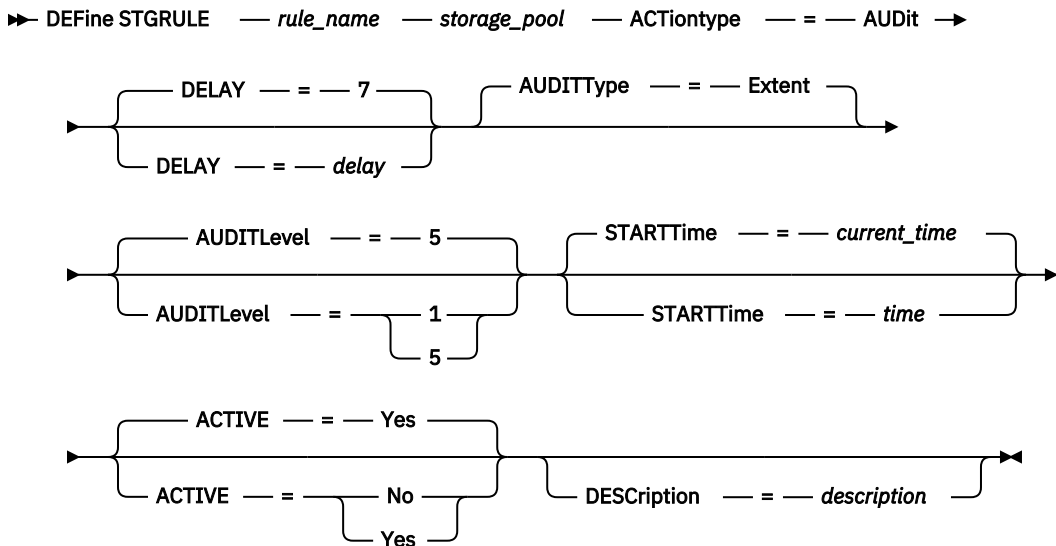 DEFine STGRULE rule_name storage_pool ACTiontype = AUDit
DELAY = 7
AUDITType = Extent
DELAY = delay
AUDITLevel = 5
STARTTime = current_time
AUDITLevel = 1
5
STARTTime = time
ACTIVE = Yes
ACTIVE = No
Yes
DESCription = description